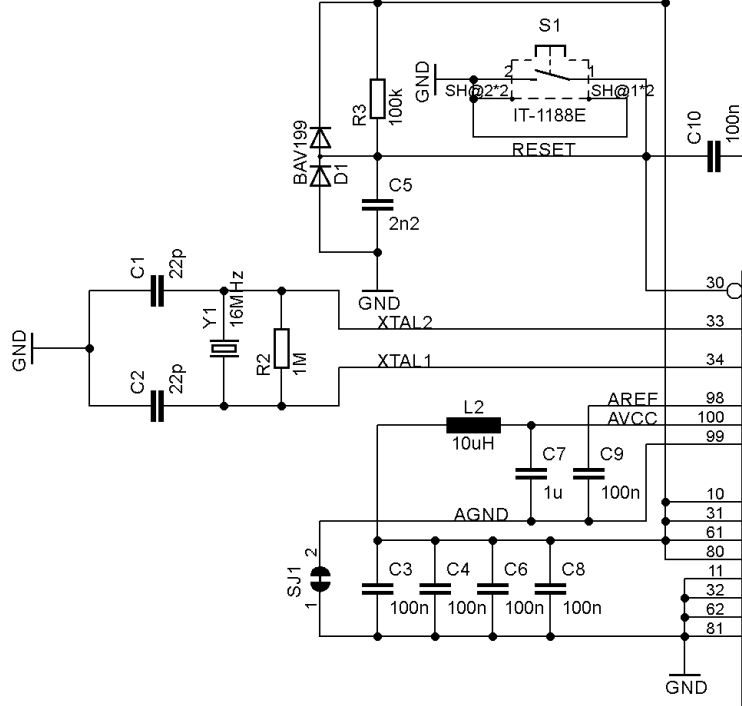 S1
GND
2
1
SH@2*2
SH@1*2
IT-1188E
R3
100k
C10
100n
BAV199
D1
RESET
C5
2n2
C1
22p
Y1
16MHz
GND
30
XTAL2
33
GND
R2
1M
XTAL1
34
C2
22p
AREF
98
L2
AVCC
100
10uH
99
C7
C9
1u
100n
10
AGND
31
61
2
80
SJ1
C3
C4
C6
C8
11
1
100n
100n
100n
100n
32
62
81
GND